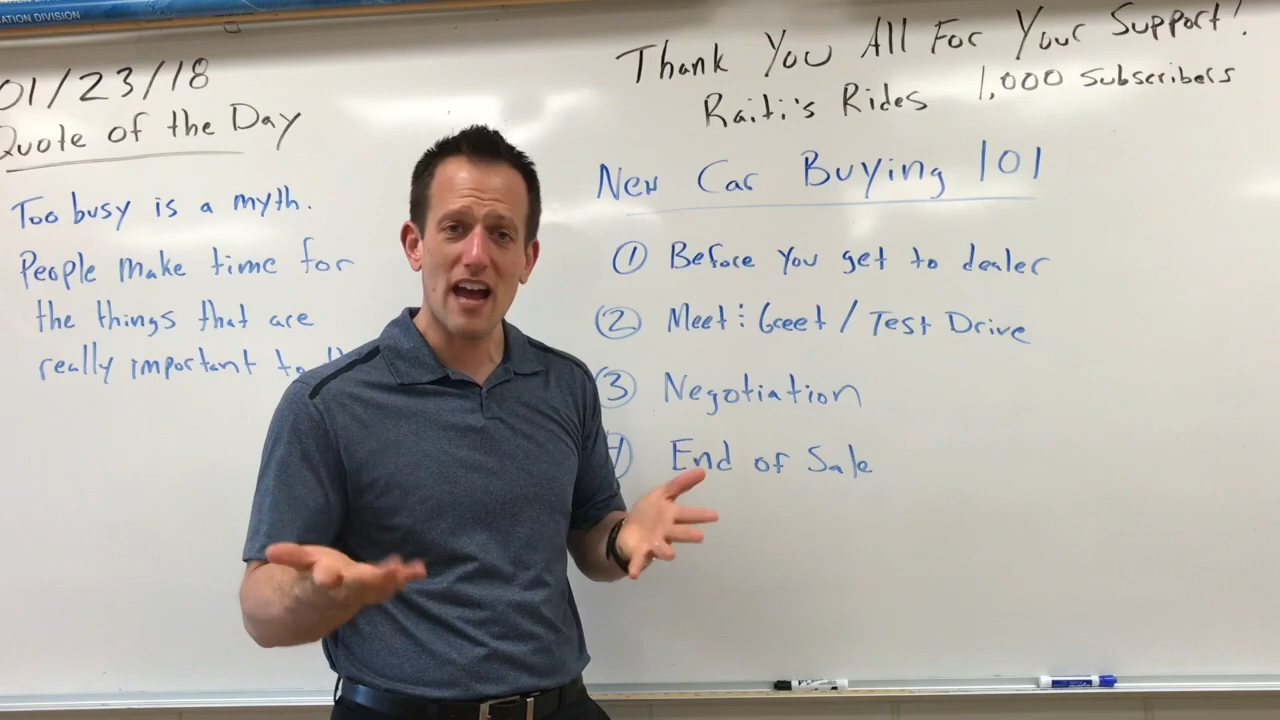 ATION DIVISION
01/23/18
Quote of the Day
Too busy is a myth.
People make time for
the things that are
really important to
Thank You All For Your Support!
Raiti's Rides 1,000 Subscribers
New Car Buying 101
① Before you get to dealer
② Meet & Greet / Test Drive
③ Negotiation
④ End of Sale